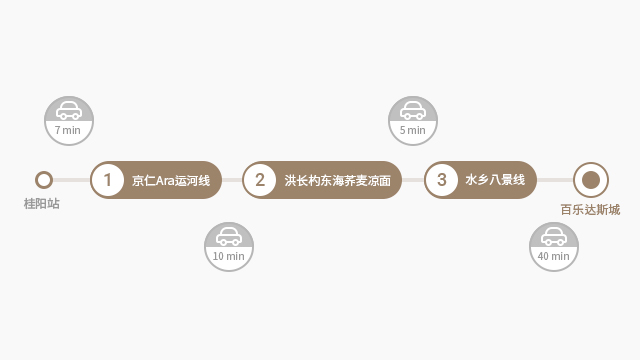 7 min
5 min
1 京仁Ara运河线
2 洪长杓东海荞麦凉面
3 水乡八景线
桂阳站
百乐达斯城
10 min
40 min